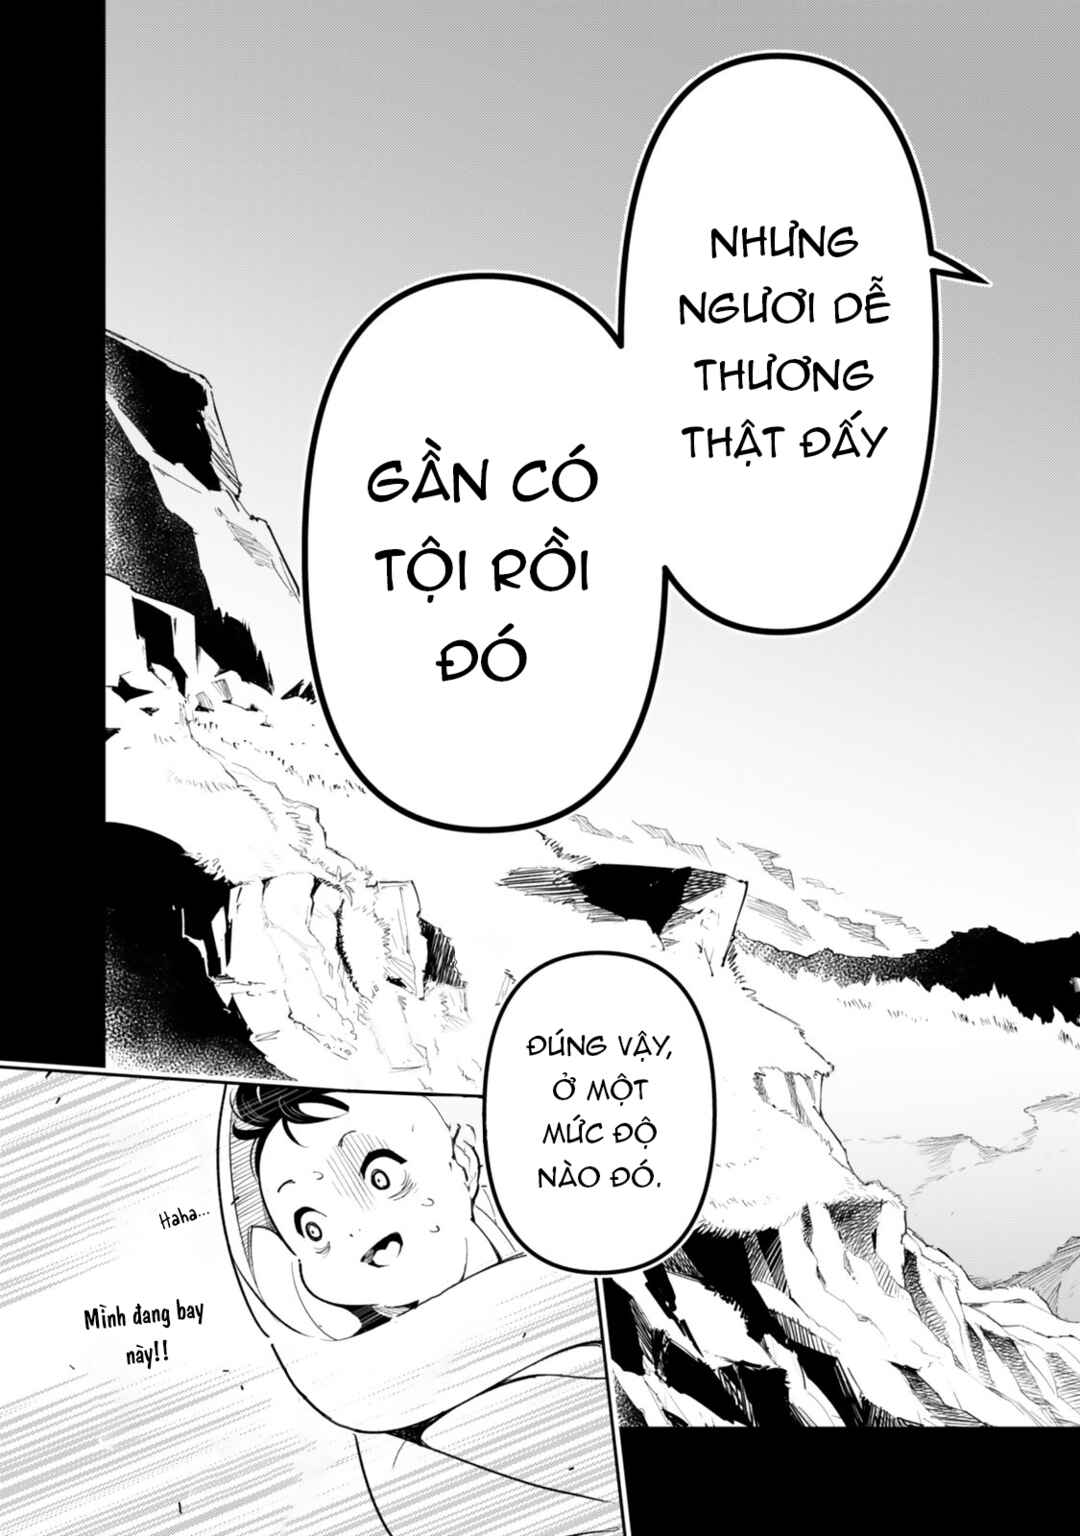 NHƯNG
NGƯƠI DỄ
THƯƠNG
THẬT ĐẤY
GẦN CÓ
TỘI RỒI
ĐÓ
ĐÚNG VẬY,
Ở MỘT
MỨC ĐỘ
NÀO ĐÓ.
Haha...
Mình đang bay
này!!